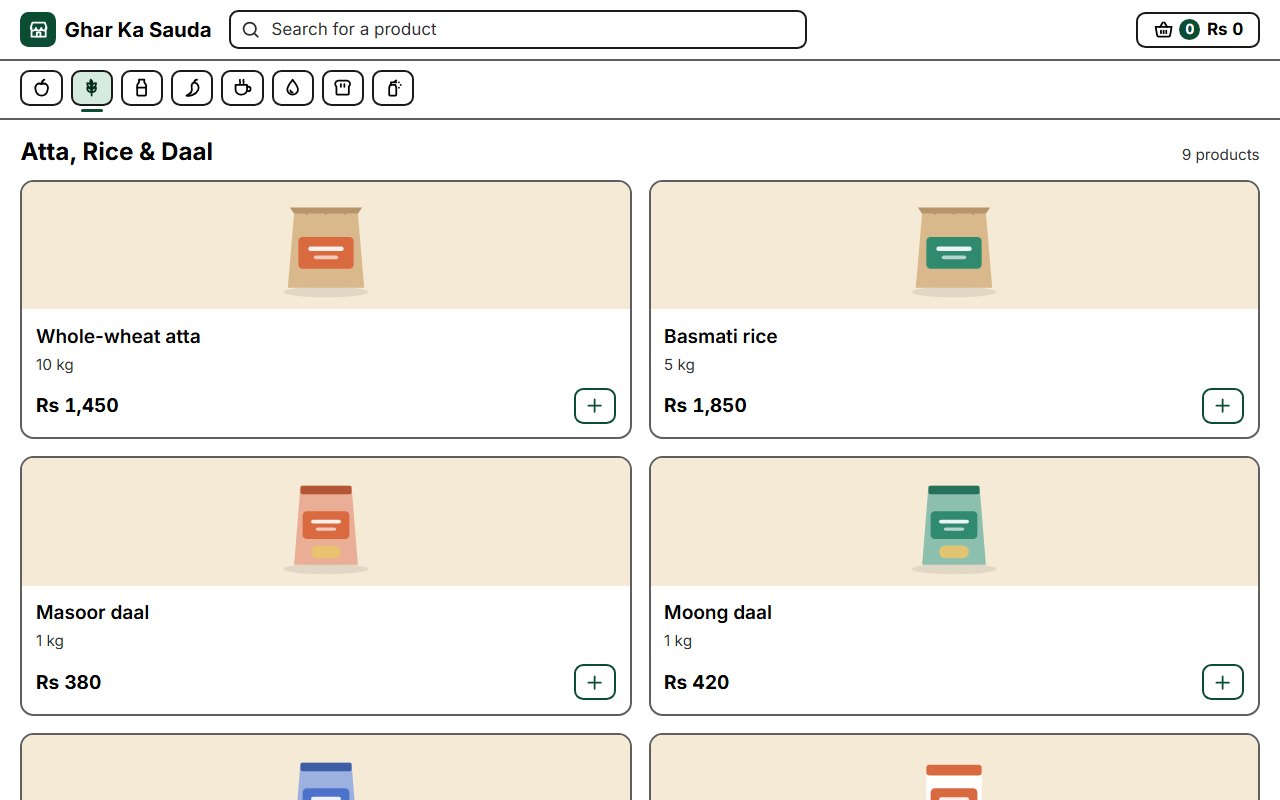 Ghar Ka Sauda
Search for a product
0 Rs 0
Atta, Rice & Daal
9 products
Whole-wheat atta
10 kg
Rs 1,450
Basmati rice
5 kg
Rs 1,850
Masoor daal
1 kg
Rs 380
Moong daal
1 kg
Rs 420